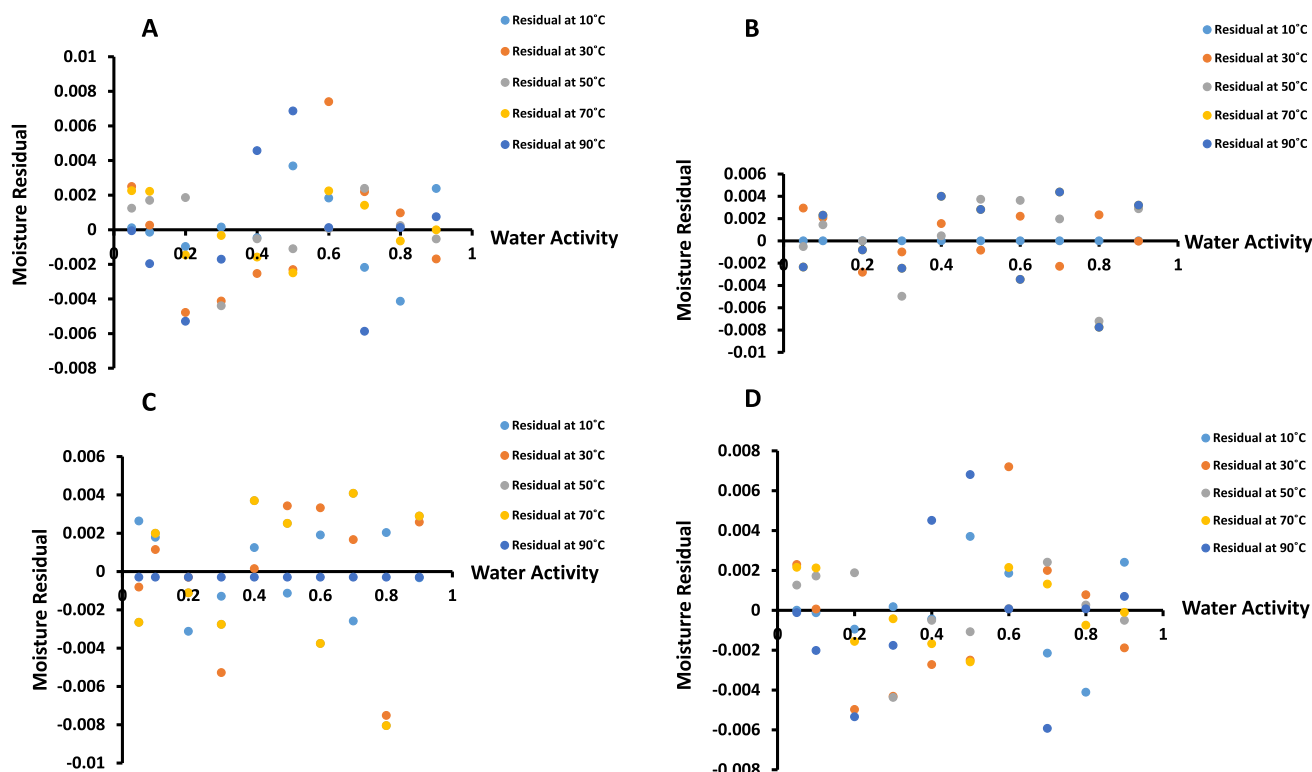 A
Residual at 10˚C
Residual at 30˚C
Residual at 50˚C
Residual at 70˚C
Residual at 90˚C
0.01
0.008
0.006
0.004
0.002
0
-0.002
-0.004
-0.006
-0.008
0 0.2 0.4 0.6 0.8 1
Moisture Residual
Water Activity
B
Residual at 10˚C
Residual at 30˚C
Residual at 50˚C
Residual at 70˚C
Residual at 90˚C
0.006
0.004
0.002
0
-0.002
-0.004
-0.006
-0.008
-0.01
0 0.2 0.4 0.6 0.8 1
Moisture Residual
Water Activity
C
Residual at 10˚C
Residual at 30˚C
Residual at 50˚C
Residual at 70˚C
Residual at 90˚C
0.006
0.004
0.002
0
-0.002
-0.004
-0.006
-0.008
-0.01
0 0.2 0.4 0.6 0.8 1
Moisture Residual
Water Activity
D
Residual at 10˚C
Residual at 30˚C
Residual at 50˚C
Residual at 70˚C
Residual at 90˚C
0.008
0.006
0.004
0.002
0
-0.002
-0.004
-0.006
-0.008
0 0.2 0.4 0.6 0.8 1
Moisturre Residual
Water Activity